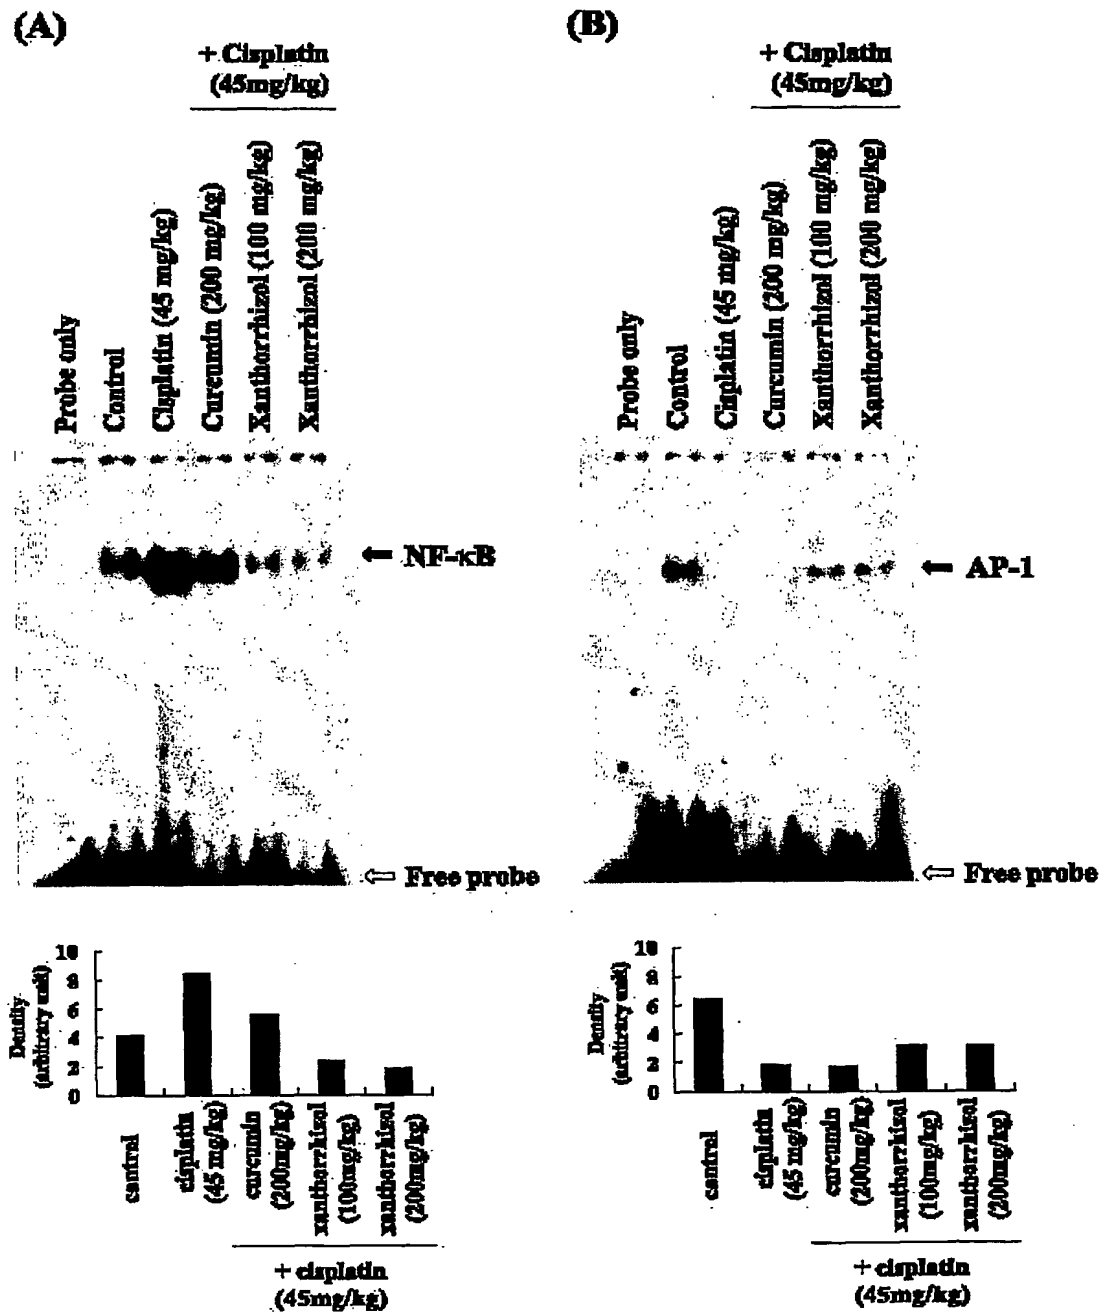 (A)
+ Cisplatin
(45mg/kg)
Probe only
Control
Cisplatin (45 mg/kg)
Curcumin (200 mg/kg)
Xanthorrhizol (100 mg/kg)
Xanthorrhizol (200 mg/kg)
NF-κB
Free probe
Density
(arbitrary unit)
10
8
6
4
2
0
control
cisplatin
(45 mg/kg)
curcumin
(200mg/kg)
xanthorrhizol
(100mg/kg)
xanthorrhizol
(200mg/kg)
+ cisplatin
(45mg/kg)
(B)
+ Cisplatin
(45mg/kg)
Probe only
Control
Cisplatin (45 mg/kg)
Curcumin (200 mg/kg)
Xanthorrhizol (100 mg/kg)
Xanthorrhizol (200 mg/kg)
AP-1
Free probe
Density
(arbitrary unit)
10
8
6
4
2
0
control
cisplatin
(45 mg/kg)
curcumin
(200mg/kg)
xanthorrhizol
(100mg/kg)
xanthorrhizol
(200mg/kg)
+ cisplatin
(45mg/kg)